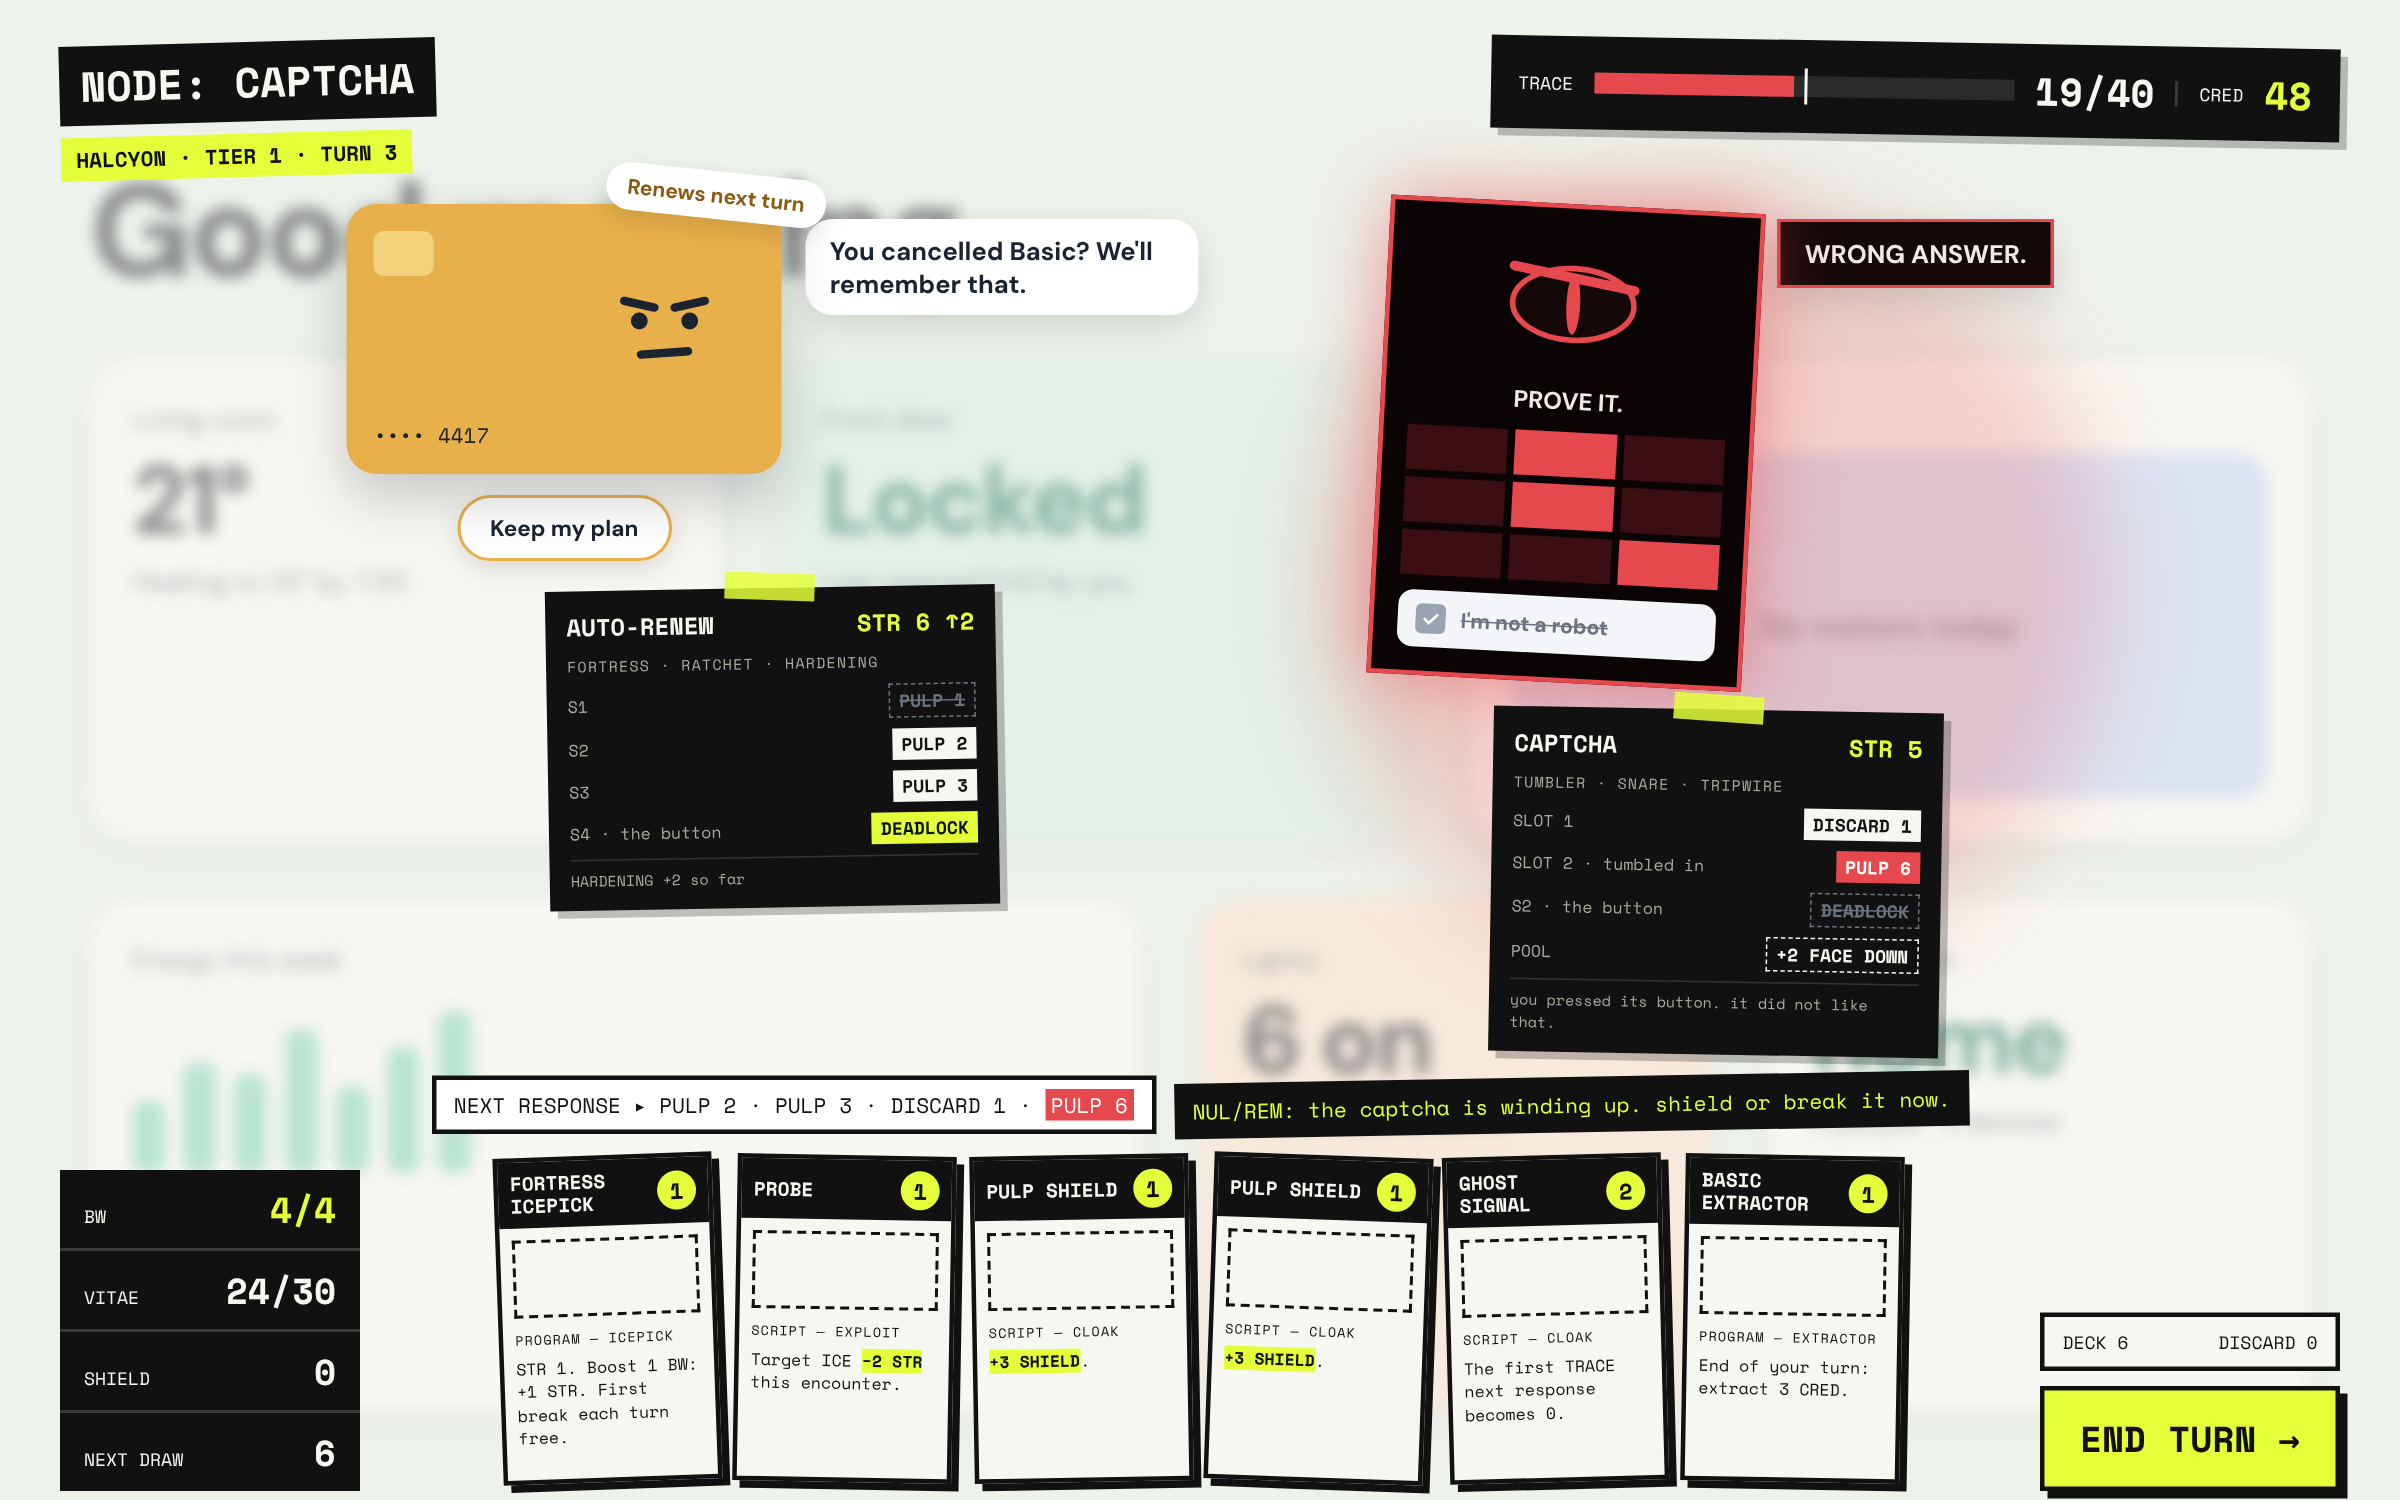 NODE: CAPTCHA
HALCYON · TIER 1 · TURN 3
TRACE 19/40 CRED 48
Renews next turn
You cancelled Basic? We'll
remember that.
•••• 4417
Keep my plan
WRONG ANSWER.
PROVE IT.
I'm not a robot
Living room
21°
Locked
AUTO-RENEW STR 6 ↑2
FORTRESS · RATCHET · HARDENING
S1 PULP 1
S2 PULP 2
S3 PULP 3
S4 · the button DEADLOCK
HARDENING +2 so far
CAPTCHA STR 5
TUMBLER · SNARE · TRIPWIRE
SLOT 1 DISCARD 1
SLOT 2 · tumbled in PULP 6
S2 · the button DEADLOCK
POOL +2 FACE DOWN
you pressed its button. it did not like
that.
Energy this week
Lights
6 on
NEXT RESPONSE ▸ PULP 2 · PULP 3 · DISCARD 1 · PULP 6
NUL/REM: the captcha is winding up. shield or break it now.
BW 4/4
VITAE 24/30
SHIELD 0
NEXT DRAW 6
FORTRESS
ICEPICK 1
PROGRAM — ICEPICK
STR 1. Boost 1 BW:
+1 STR. First
break each turn
free.
PROBE 1
SCRIPT — EXPLOIT
Target ICE −2 STR
this encounter.
PULP SHIELD 1
SCRIPT — CLOAK
+3 SHIELD.
PULP SHIELD 1
SCRIPT — CLOAK
+3 SHIELD.
GHOST
SIGNAL 2
SCRIPT — CLOAK
The first TRACE
next response
becomes 0.
BASIC
EXTRACTOR 1
PROGRAM — EXTRACTOR
End of your turn:
extract 3 CRED.
DECK 6 DISCARD 0
END TURN →